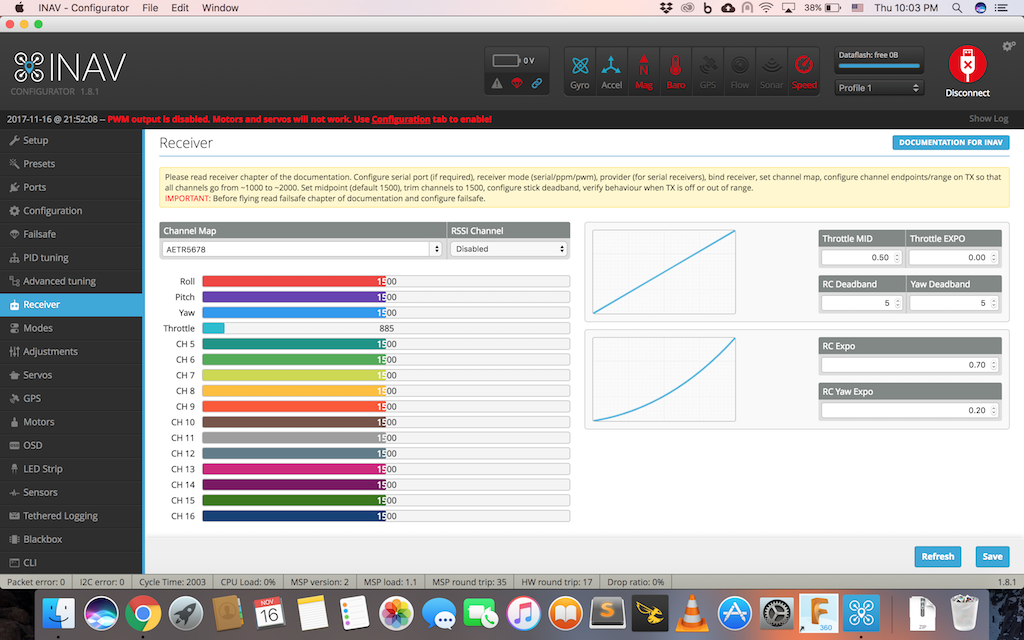 INAV - Configurator File Edit Window 38% Thu 10:03 PM
INAV
CONFIGURATOR 1.8.1
0 V
Gyro Accel Mag Baro GPS Flow Sonar Speed
Dataflash: free 0B
Profile 1
Disconnect
2017-11-16 @ 21:52:08 -- PWM output is disabled. Motors and servos will not work. Use Configuration tab to enable!
Show Log
Setup
Presets
Ports
Configuration
Failsafe
PID tuning
Advanced tuning
Receiver
Modes
Adjustments
Servos
GPS
Motors
OSD
LED Strip
Sensors
Tethered Logging
Blackbox
CLI
Receiver
DOCUMENTATION FOR INAV
Please read receiver chapter of the documentation. Configure serial port (if required), receiver mode (serial/ppm/pwm), provider (for serial receivers), bind receiver, set channel map, configure channel endpoints/range on TX so that
all channels go from ~1000 to ~2000. Set midpoint (default 1500), trim channels to 1500, configure stick deadband, verify behaviour when TX is off or out of range.
IMPORTANT: Before flying read failsafe chapter of documentation and configure failsafe.
Channel Map RSSI Channel
AETR5678 Disabled
Roll 1500
Pitch 1500
Yaw 1500
Throttle 885
CH 5 1500
CH 6 1500
CH 7 1500
CH 8 1500
CH 9 1500
CH 10 1500
CH 11 1500
CH 12 1500
CH 13 1500
CH 14 1500
CH 15 1500
CH 16 1500
Throttle MID Throttle EXPO
0.50 0.00
RC Deadband Yaw Deadband
5 5
RC Expo
0.70
RC Yaw Expo
0.20
Refresh Save
Packet error: 0 I2C error: 0 Cycle Time: 2003 CPU Load: 0% MSP version: 2 MSP load: 1.1 MSP round trip: 35 HW round trip: 17 Drop ratio: 0% 1.8.1
NOV
16
S
F
360
ZIP